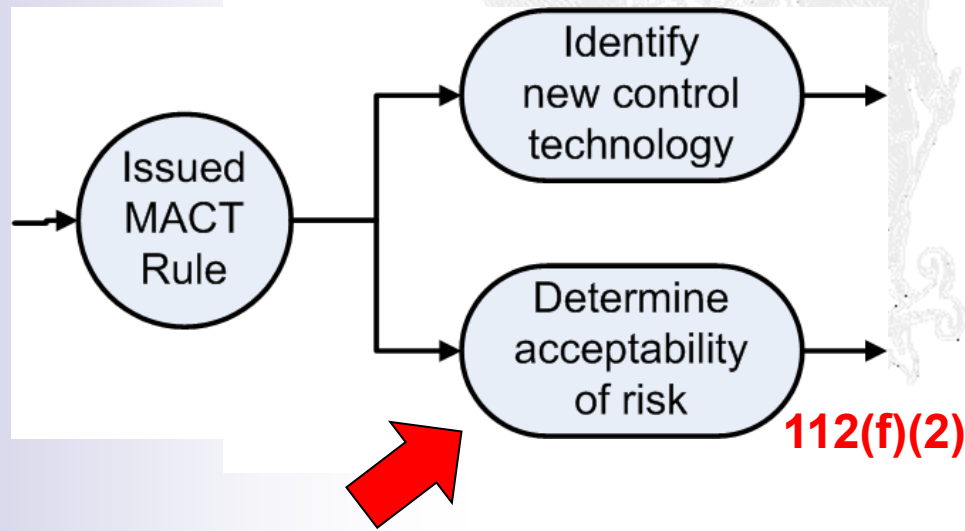 Identify
new control
technology
Issued
MACT
Rule
Determine
acceptability
of risk
112(f)(2)